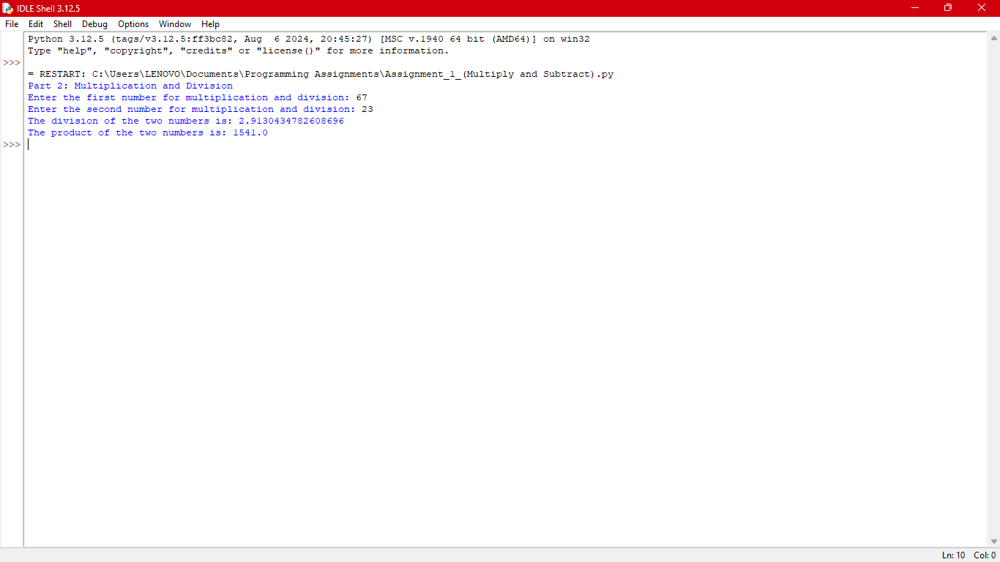 IDLE Shell 3.12.5
File Edit Shell Debug Options Window Help
Python 3.12.5 (tags/v3.12.5:ff3bc82, Aug  6 2024, 20:45:27) [MSC v.1940 64 bit (AMD64)] on win32
Type "help", "copyright", "credits" or "license()" for more information.
>>>
= RESTART: C:\Users\LENOVO\Documents\Programming Assignments\Assignment_1_(Multiply and Subtract).py
Part 2: Multiplication and Division
Enter the first number for multiplication and division: 67
Enter the second number for multiplication and division: 23
The division of the two numbers is: 2.9130434782608696
The product of the two numbers is: 1541.0
>>>
Ln: 10 Col: 0